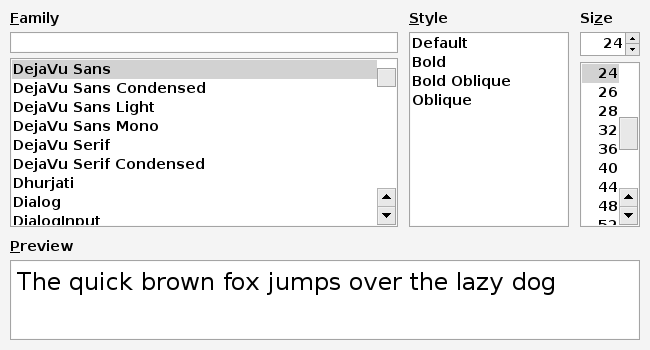 Family
Style
Size
24
DejaVu Sans
DejaVu Sans Condensed
DejaVu Sans Light
DejaVu Sans Mono
DejaVu Serif
DejaVu Serif Condensed
Dhurjati
Dialog
DialogInput
Default
Bold
Bold Oblique
Oblique
24
26
28
32
36
40
44
48
52
Preview
The quick brown fox jumps over the lazy dog